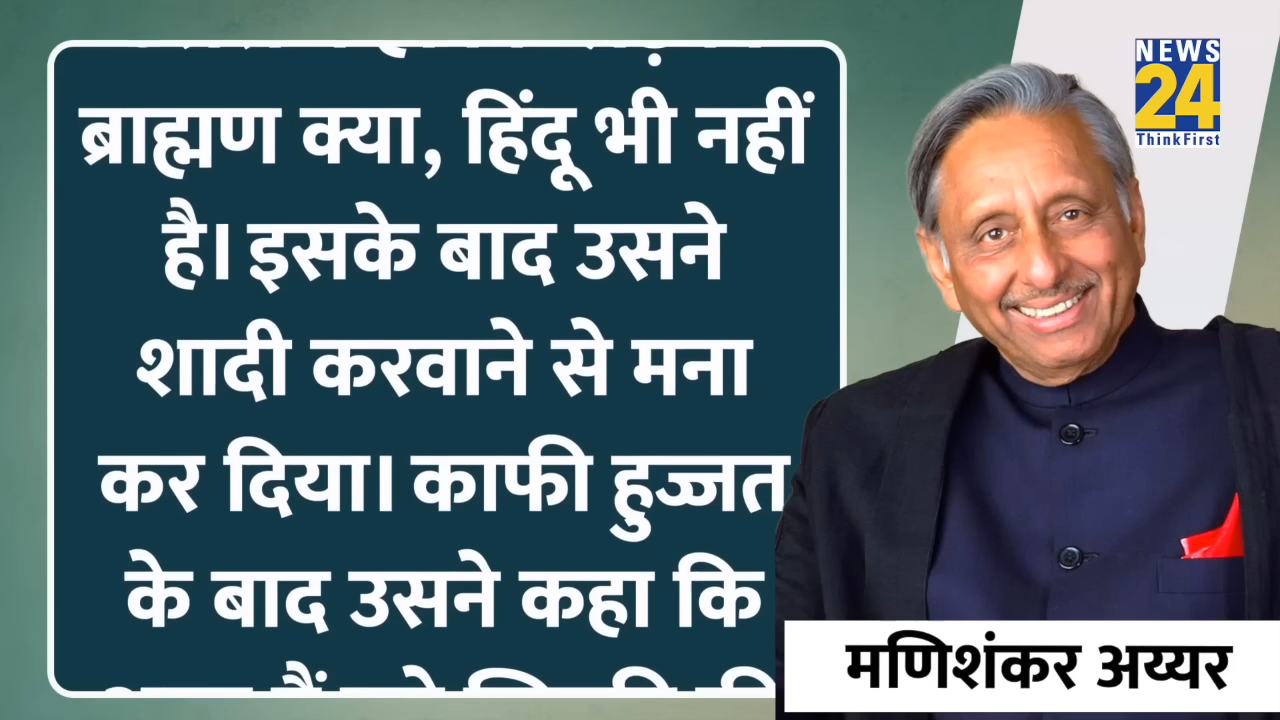 ब्राह्मण क्या, हिंदू भी नहीं
है। इसके बाद उसने
शादी करवाने से मना
कर दिया। काफी हुज्जत
के बाद उसने कहा कि
NEWS
24
ThinkFirst
मणिशंकर अय्यर